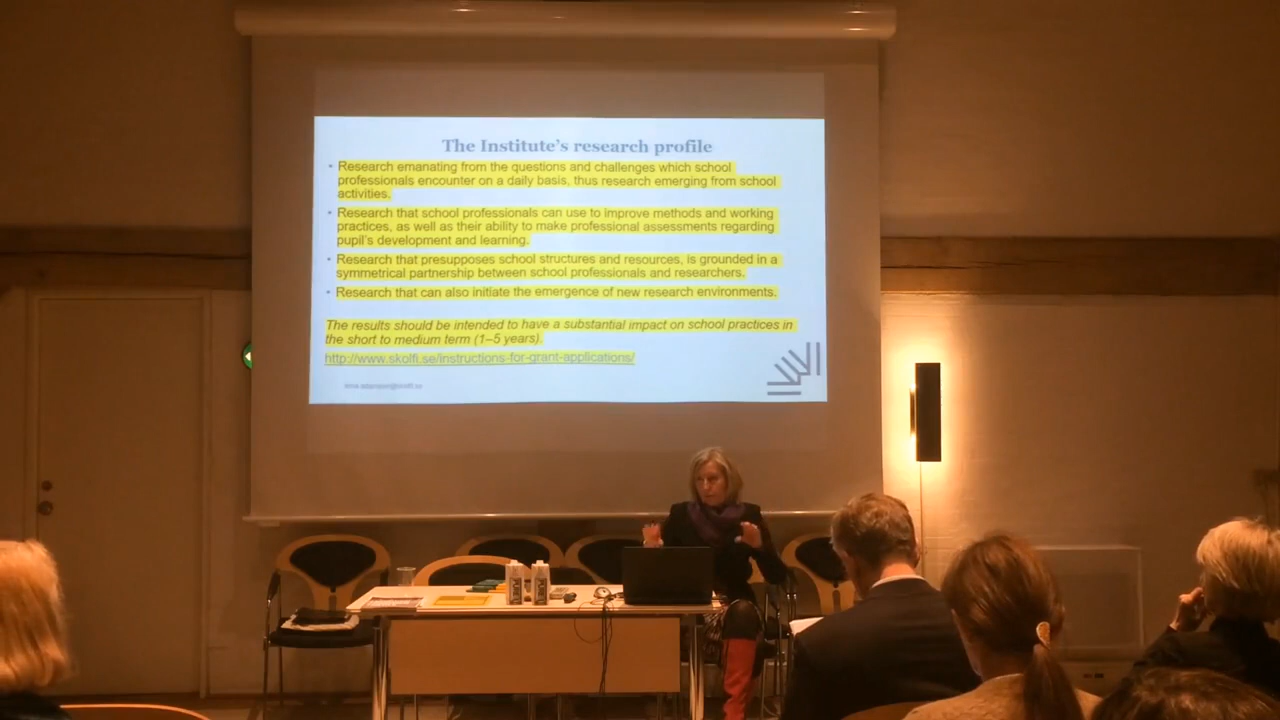 The Institute's research profile
• Research emanating from the questions and challenges which school
professionals encounter on a daily basis, thus research emerging from school
activities.
• Research that school professionals can use to improve methods and working
practices, as well as their ability to make professional assessments regarding
pupil's development and learning.
• Research that presupposes school structures and resources, is grounded in a
symmetrical partnership between school professionals and researchers.
• Research that can also initiate the emergence of new research environments.
The results should be intended to have a substantial impact on school practices in
the short to medium term (1–5 years).
http://www.skolfi.se/instructions-for-grant-applications/